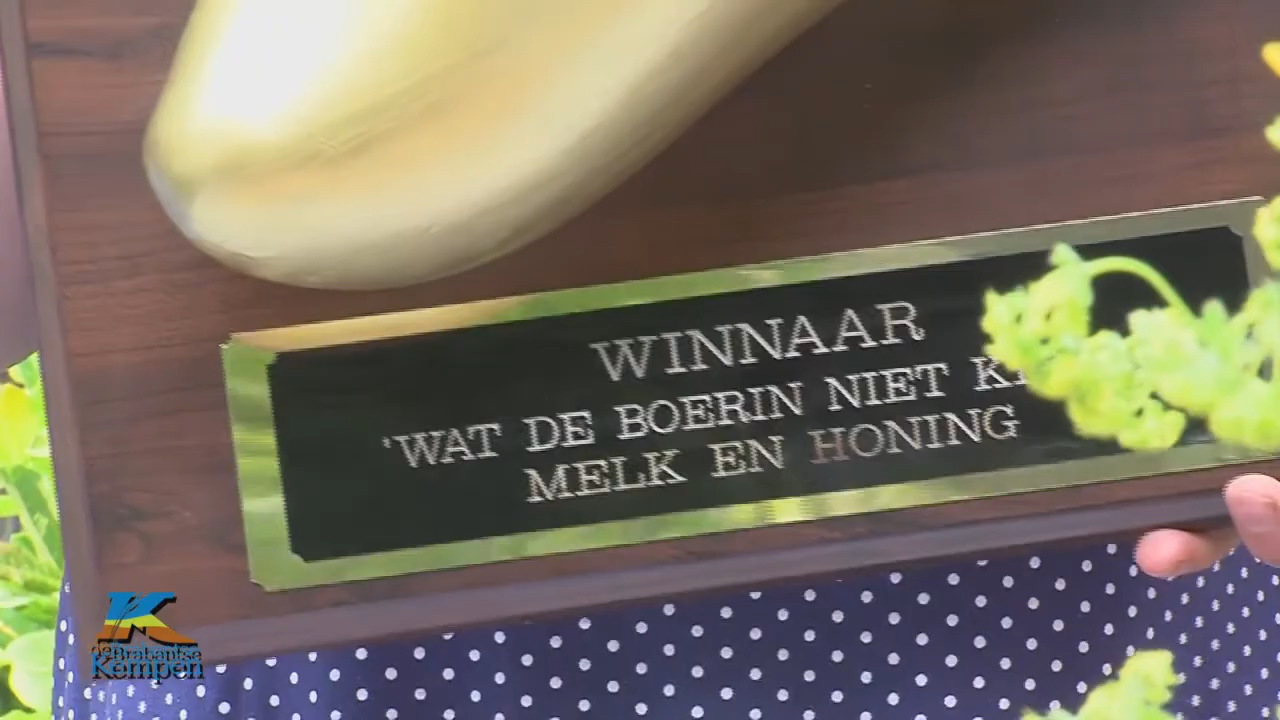 WINNAAR
'WAT DE BOERIN NIET
MELK EN HONING
K
de Brabantse
Kempen